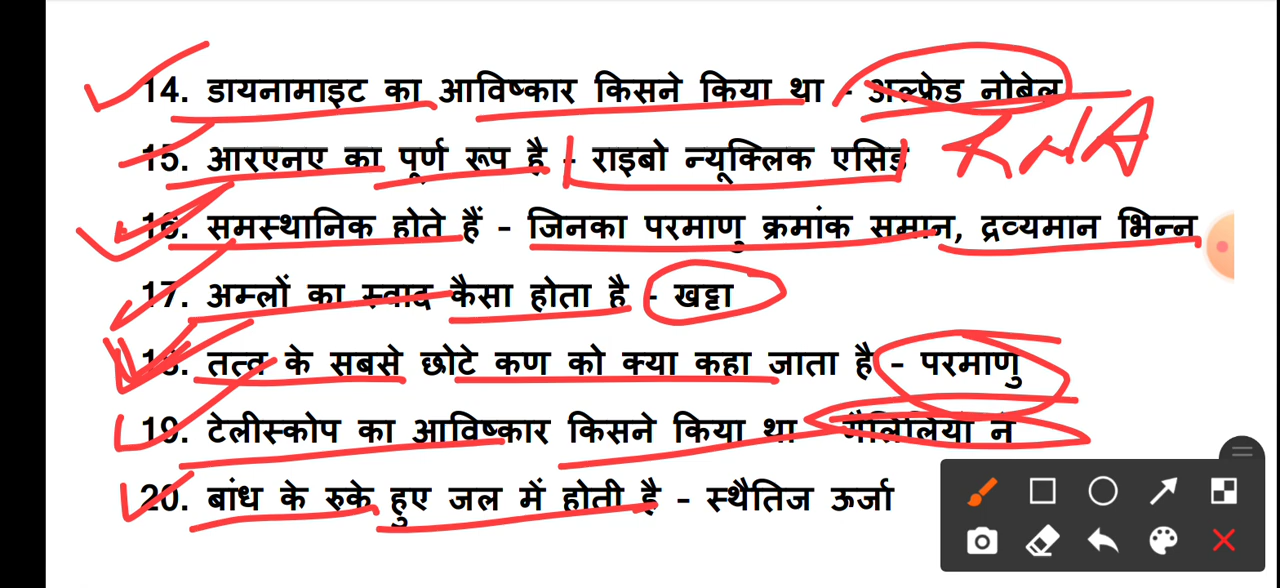 14. डायनामाइट का आविष्कार किसने किया था - अल्फ्रेड नोबेल
15. आरएनए का पूर्ण रूप है - राइबो न्यूक्लिक एसिड RNA
16. समस्थानिक होते हैं - जिनका परमाणु क्रमांक समान, द्रव्यमान भिन्न
17. अम्लों का स्वाद कैसा होता है - खट्टा
18. तत्व के सबसे छोटे कण को क्या कहा जाता है - परमाणु
19. टेलीस्कोप का आविष्कार किसने किया था - गैलिलियो ने
20. बांध के रुके हुए जल में होती है - स्थैतिज ऊर्जा